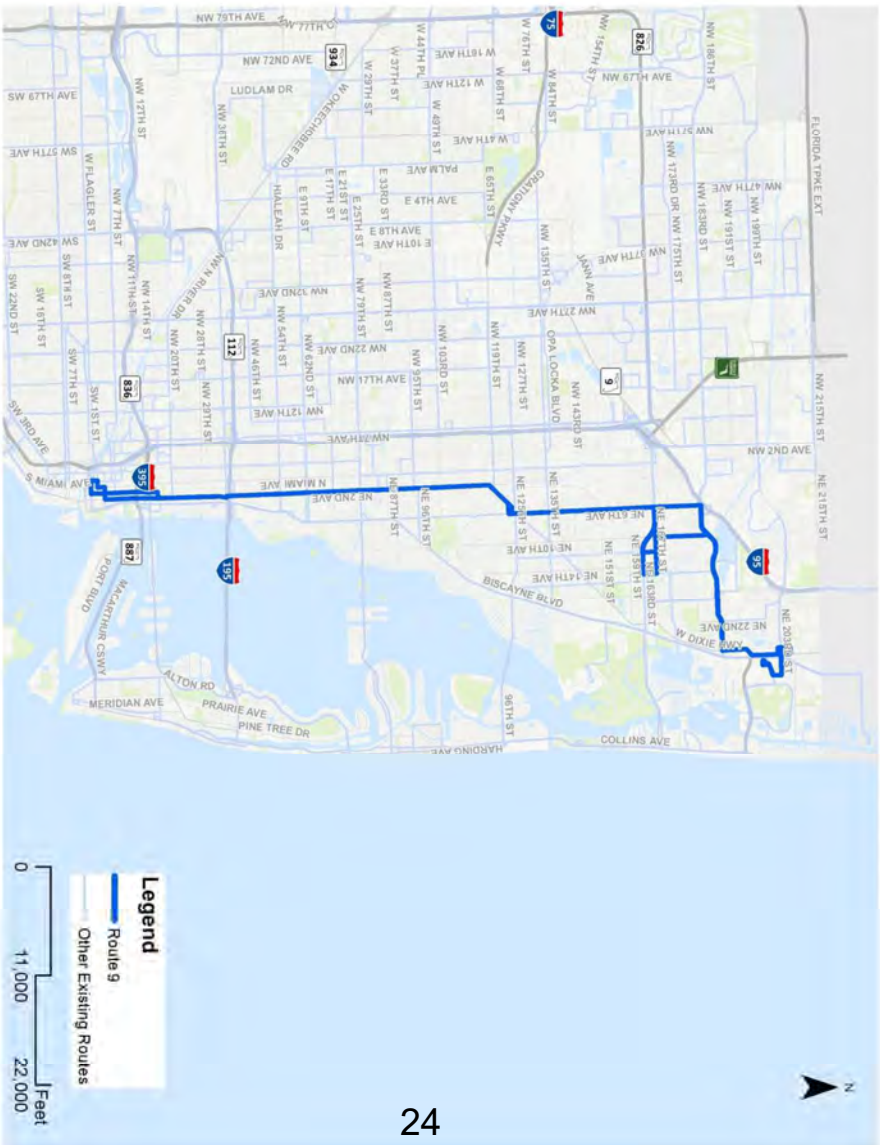 NW 79TH AVE
NW 77TH C
75
826
NW 154TH ST
NW 186TH ST
W 76TH ST
W 44TH PL
W 16TH AVE
934
NW 72ND AVE
W 37TH ST
W 29TH ST
W 12TH AVE
W 68TH ST
W 84TH ST
NW 67TH AVE
NW 12TH ST
SW 67TH AVE
LUDLAM DR
W OKEECHOBEE RD
W 49TH ST
NW 36TH ST
W 4TH AVE
NW 57TH AVE
FLORIDA TPKE EXT
SW 57TH AVE
W FLAGLER ST
NW 7TH ST
PALM AVE
E 65TH ST
GRATIGNY PKWY
NW 173RD DR
NW 47TH AVE
NW 183RD ST
NW 199TH ST
NW 191ST ST
NW 175TH ST
E 33RD ST
E 21ST ST
E 17TH ST
E 9TH ST
E 25TH ST
HIALEAH DR
E 4TH AVE
E 8TH AVE
E 10TH AVE
NW 135TH ST
NW 37TH AVE
JANN AVE
SW 42ND AVE
SW 8TH ST
NW 11TH ST
NW 14TH ST
NW N RIVER DR
NW 32ND AVE
NW 79TH ST
NW 87TH ST
NW 27TH AVE
SW 22ND ST
SW 16TH ST
SW 7TH ST
NW 20TH ST
NW 28TH ST
112
NW 46TH ST
NW 54TH ST
NW 62ND ST
NW 22ND AVE
NW 103RD ST
NW 95TH ST
NW 119TH ST
NW 127TH ST
OPA LOCKA BLVD
NW 143RD ST
9
NW 215TH ST
SW 1ST ST
836
NW 29TH ST
NW 17TH AVE
NW 12TH AVE
SW 3RD AVE
NW 7TH AVE
NW 2ND AVE
S MIAMI AVE
395
N MIAMI AVE
NE 2ND AVE
NE 87TH ST
NE 96TH ST
NE 125TH ST
NE 135TH ST
NE 6TH AVE
NE 215TH ST
887
195
NE 10TH AVE
NE 151ST ST
NE 159TH ST
NE 163RD ST
95
PORT BLVD
MACARTHUR CSWY
BISCAYNE BLVD
NE 14TH AVE
NE 22ND AVE
W DIXIE HWY
NE 203RD ST
ALTON RD
MERIDIAN AVE
PRAIRIE AVE
PINE TREE DR
96TH ST
HARDING AVE
COLLINS AVE
Legend
Route 9
Other Existing Routes
0 11,000 22,000
Feet
N
24